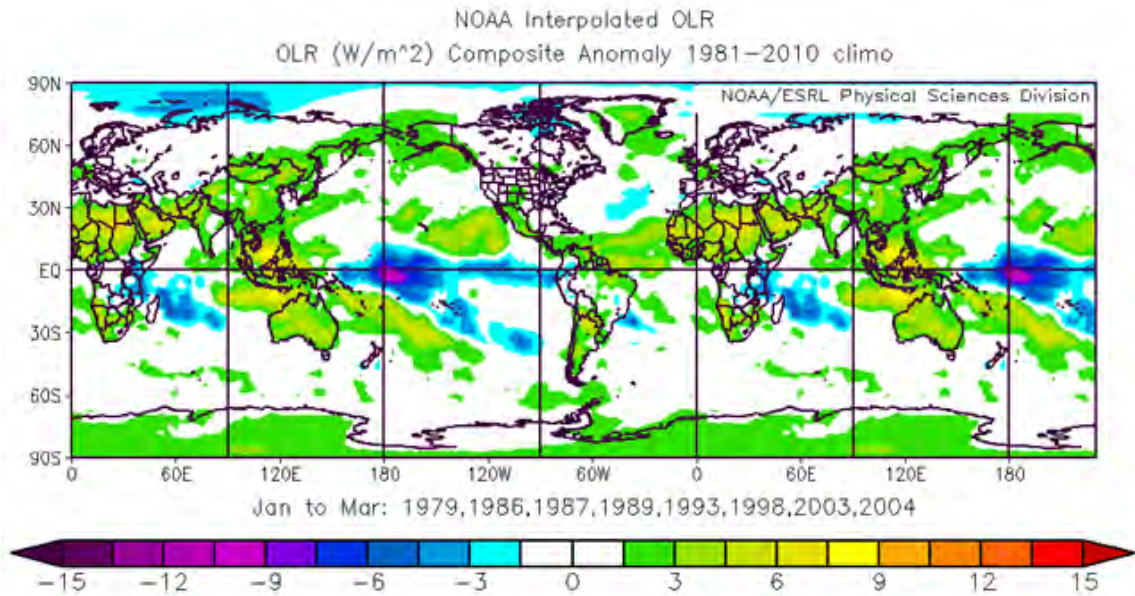 NOAA Interpolated OLR
OLR (W/m^2) Composite Anomaly 1981−2010 climo
NOAA/ESRL Physical Sciences Division
90N
60N
30N
EQ
30S
60S
90S
0 60E 120E 180 120W 60W 0 60E 120E 180
Jan to Mar: 1979,1986,1987,1989,1993,1998,2003,2004
−15 −12 −9 −6 −3 0 3 6 9 12 15